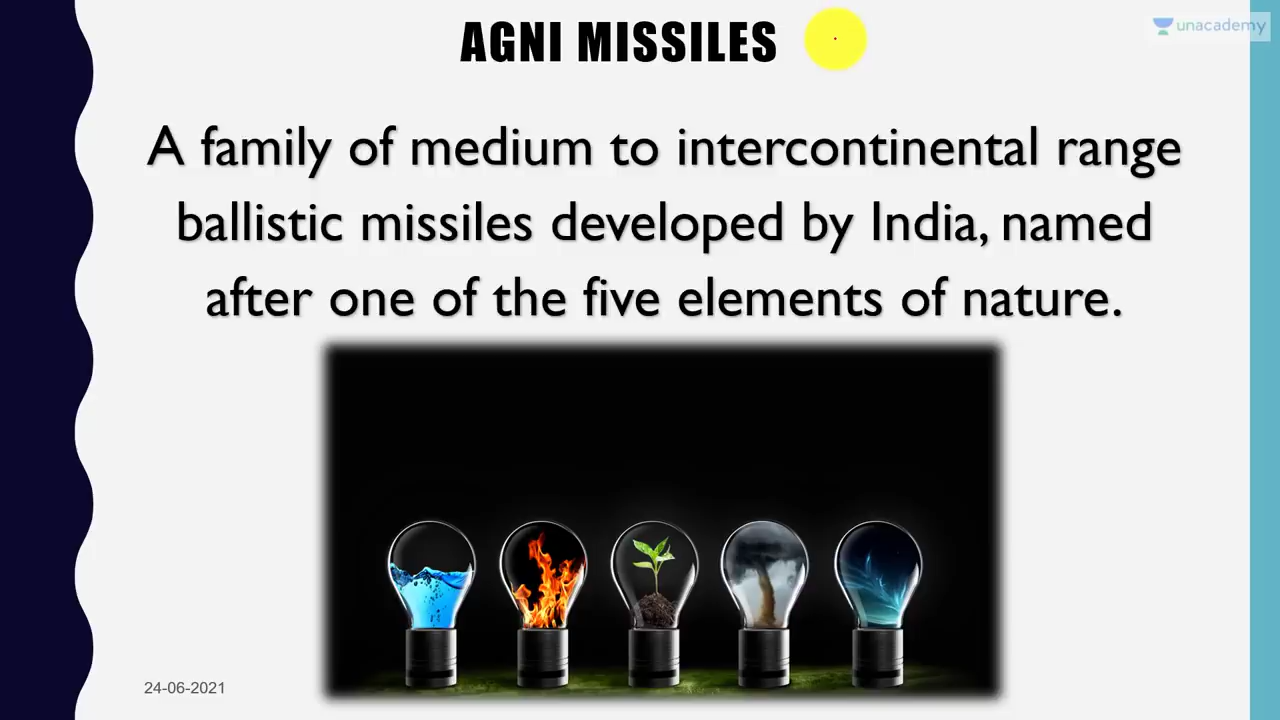 AGNI MISSILES
unacademy
A family of medium to intercontinental range
ballistic missiles developed by India, named
after one of the five elements of nature.
24-06-2021